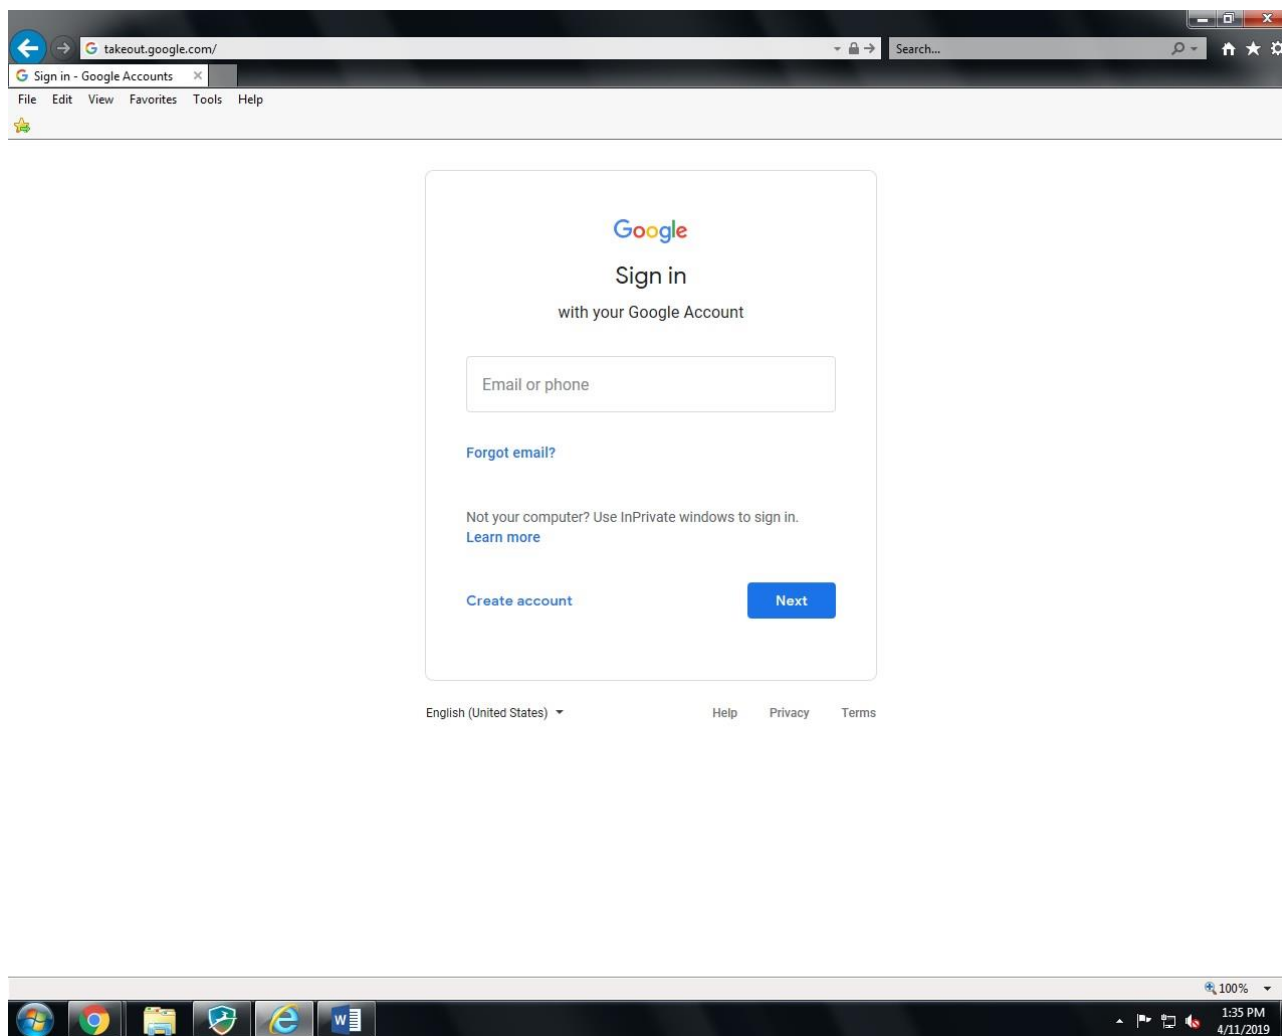 takeout.google.com/
Search...
Sign in - Google Accounts
File Edit View Favorites Tools Help
Google
Sign in
with your Google Account
Email or phone
Forgot email?
Not your computer? Use InPrivate windows to sign in.
Learn more
Create account Next
English (United States) Help Privacy Terms
100%
1:35 PM
4/11/2019